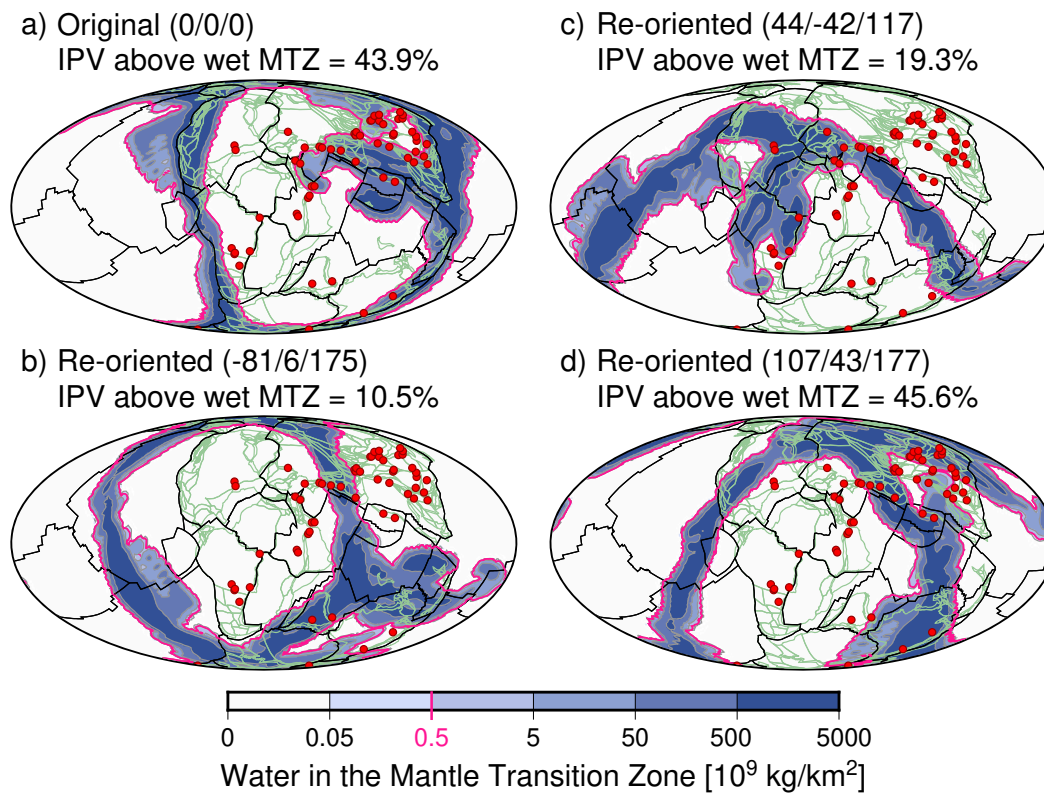 a) Original (0/0/0)
IPV above wet MTZ = 43.9%
c) Re-oriented (44/-42/117)
IPV above wet MTZ = 19.3%
b) Re-oriented (-81/6/175)
IPV above wet MTZ = 10.5%
d) Re-oriented (107/43/177)
IPV above wet MTZ = 45.6%
0 0.05 0.5 5 50 500 5000
Water in the Mantle Transition Zone [10⁹ kg/km²]